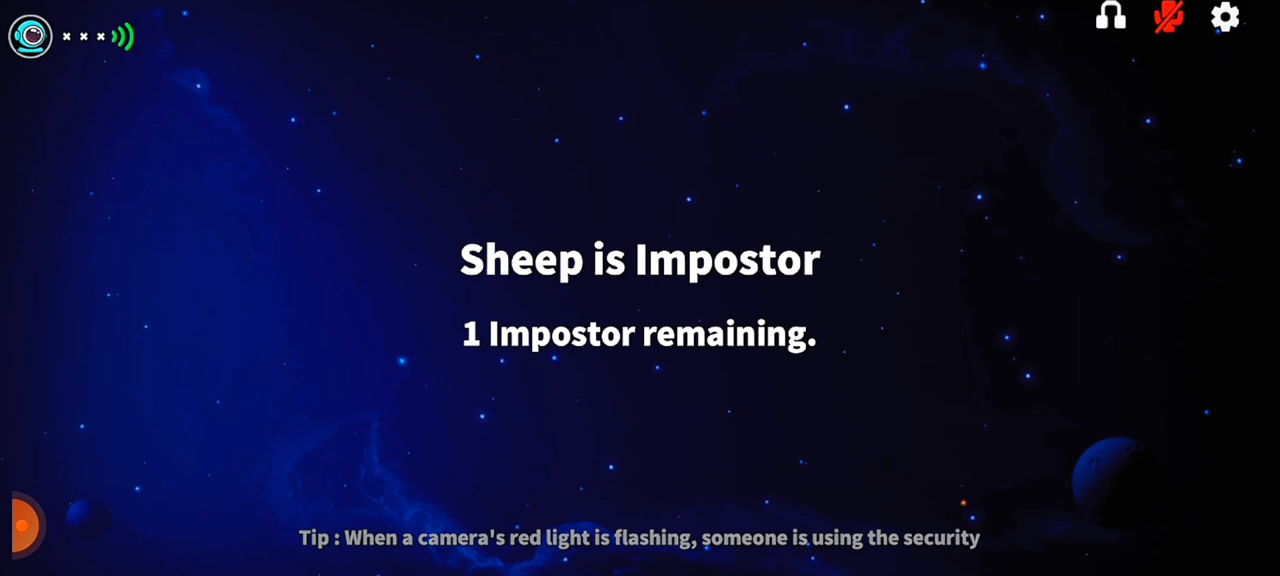 × × ×
Sheep is Impostor
1 Impostor remaining.
Tip : When a camera's red light is flashing, someone is using the security